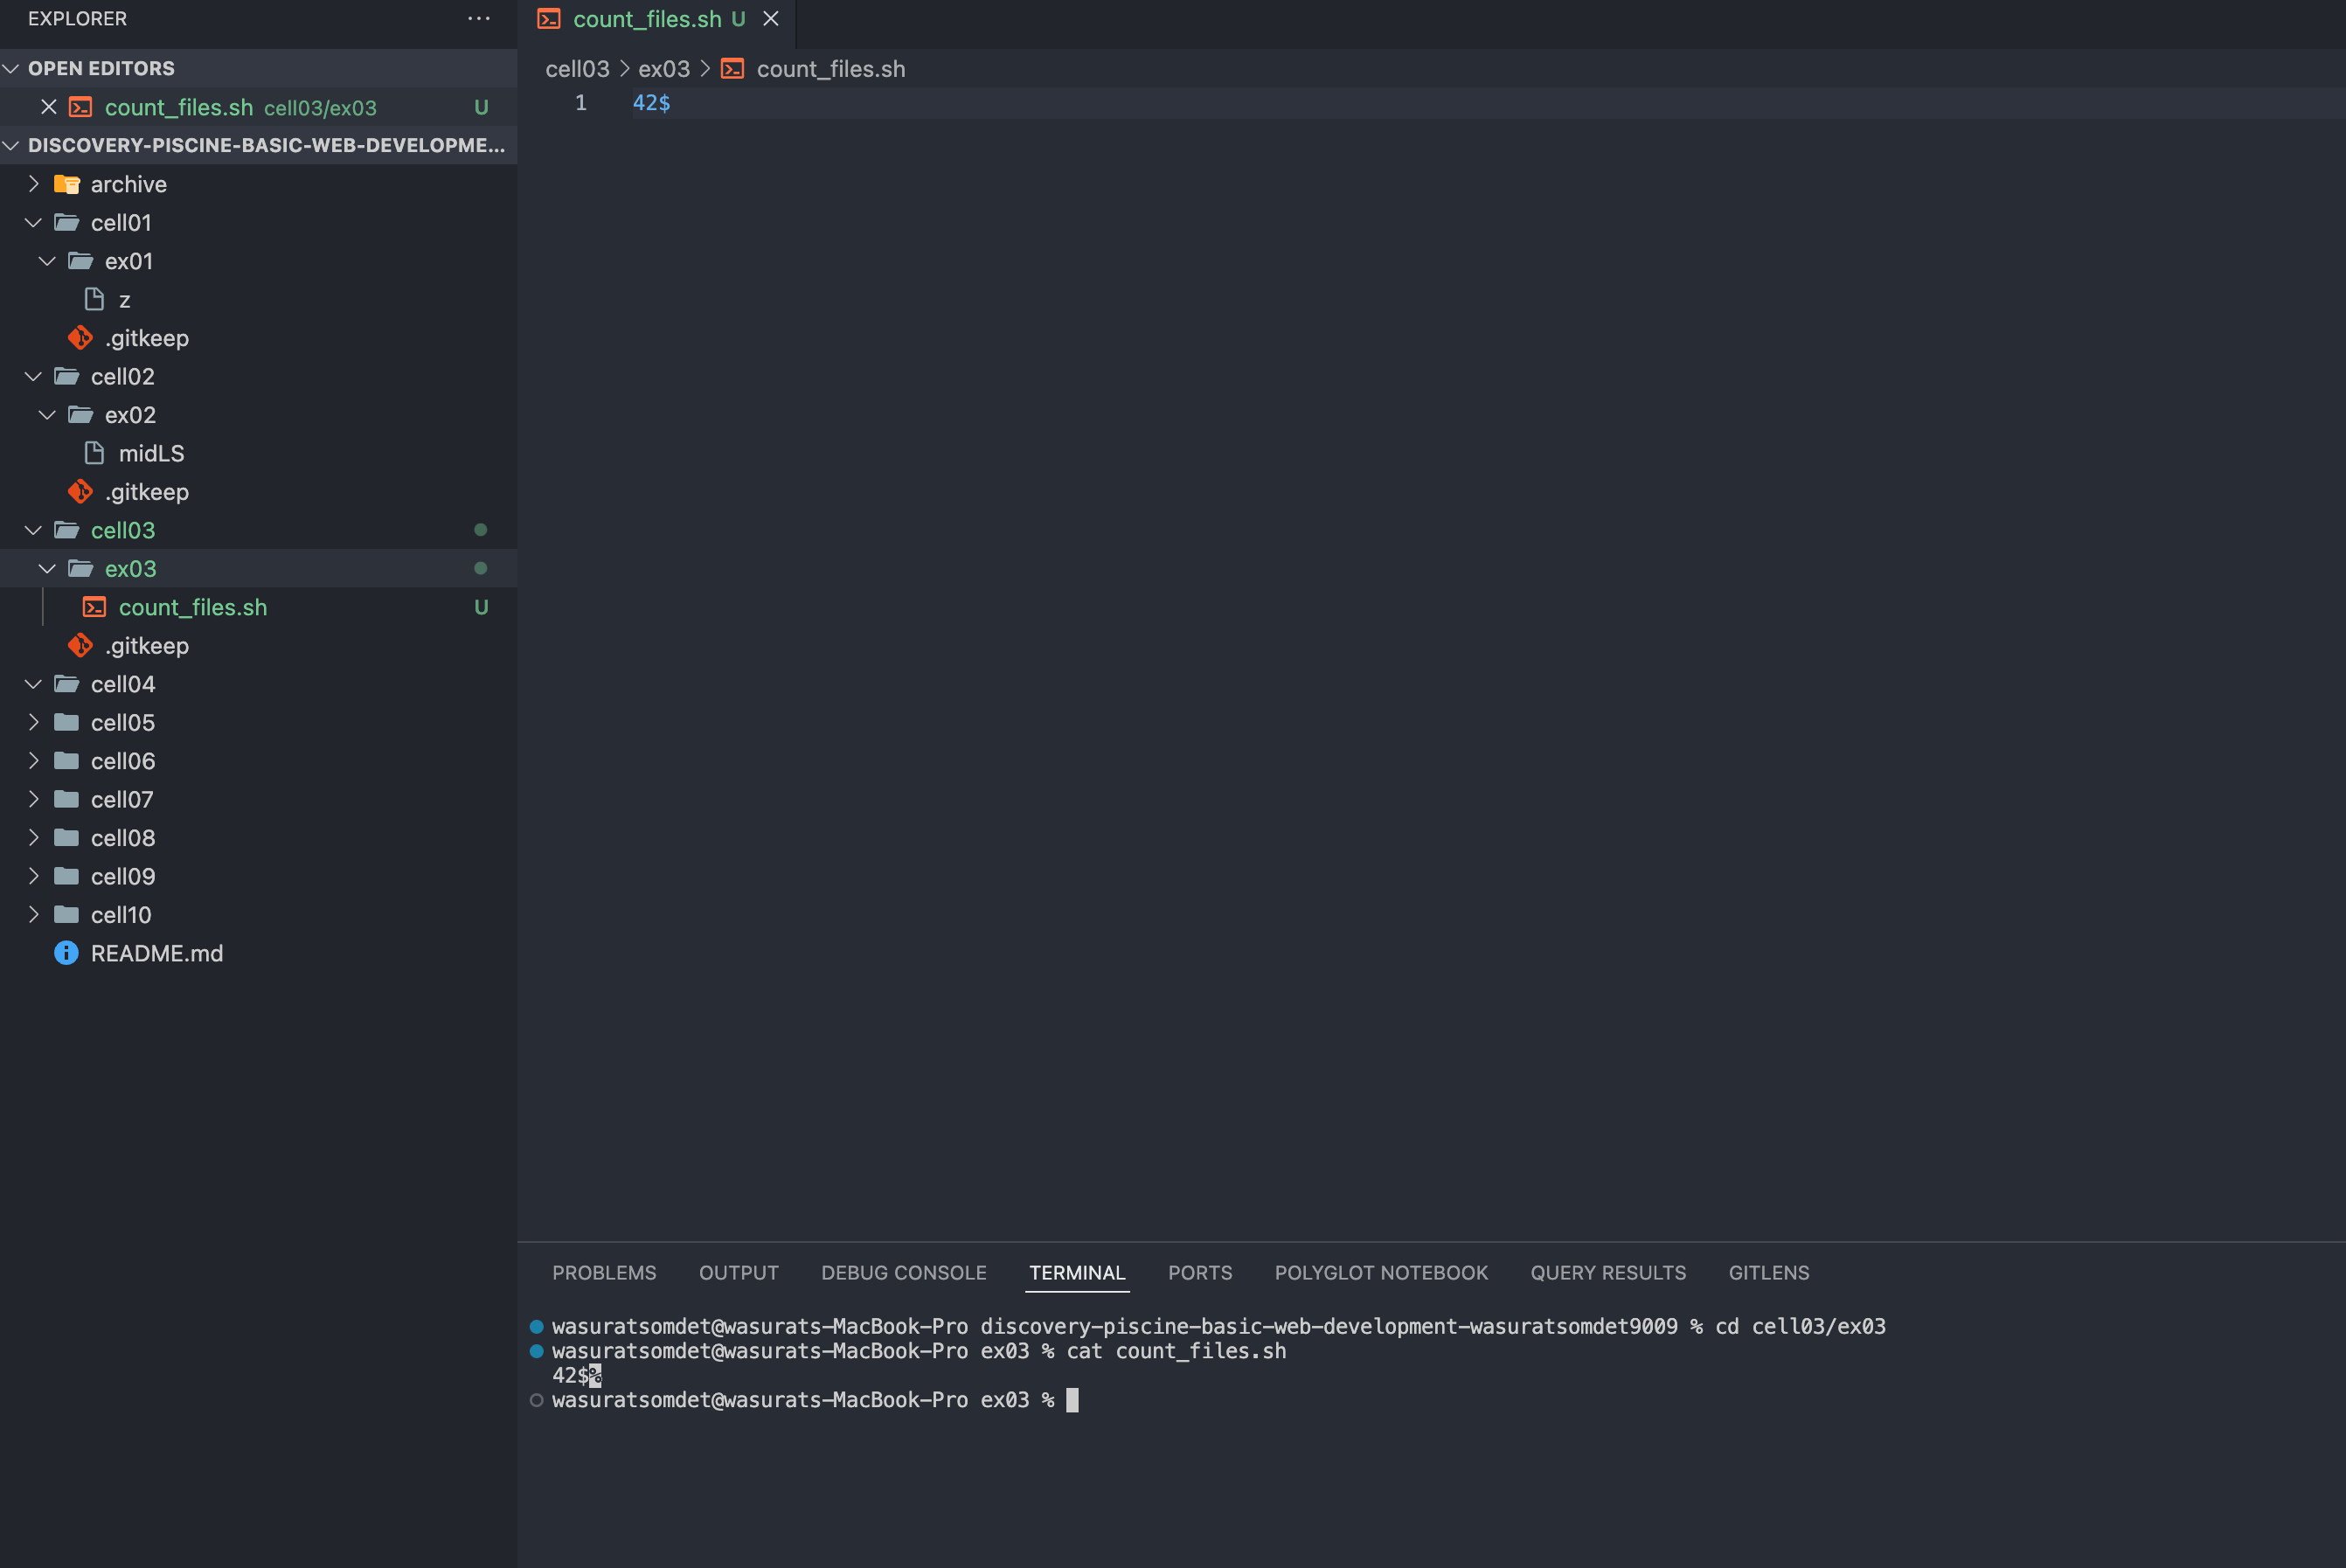 EXPLORER
OPEN EDITORS
count_files.sh cell03/ex03 U
DISCOVERY-PISCINE-BASIC-WEB-DEVELOPME...
archive
cell01
ex01
z
.gitkeep
cell02
ex02
midLS
.gitkeep
cell03
ex03
count_files.sh U
.gitkeep
cell04
cell05
cell06
cell07
cell08
cell09
cell10
README.md
count_files.sh U
cell03 > ex03 > count_files.sh
1 42$
PROBLEMS OUTPUT DEBUG CONSOLE TERMINAL PORTS POLYGLOT NOTEBOOK QUERY RESULTS GITLENS
wasuratsomdet@wasurats-MacBook-Pro discovery-piscine-basic-web-development-wasuratsomdet9009 % cd cell03/ex03
wasuratsomdet@wasurats-MacBook-Pro ex03 % cat count_files.sh
42$%
wasuratsomdet@wasurats-MacBook-Pro ex03 %